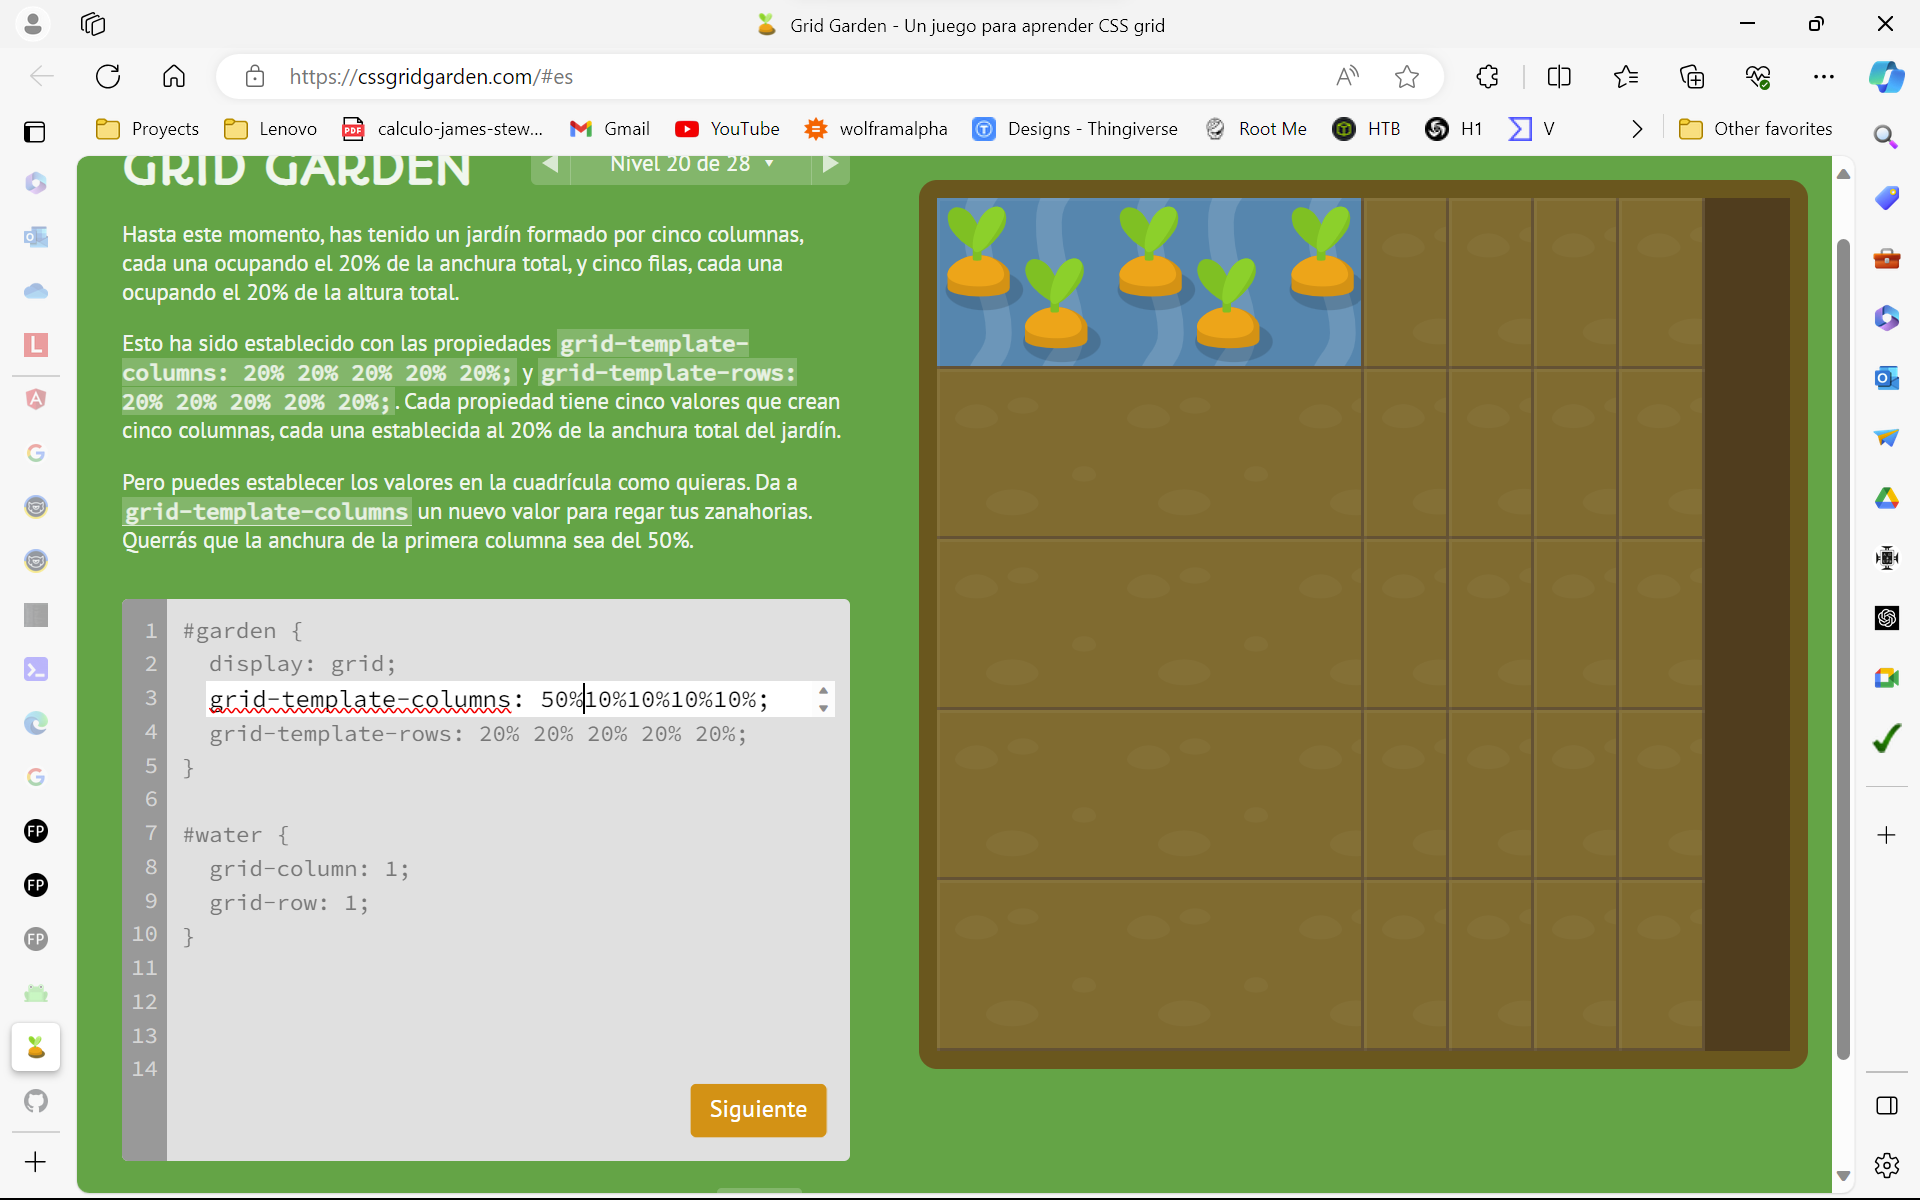 Grid Garden - Un juego para aprender CSS grid
https://cssgridgarden.com/#es
Proyects
Lenovo
PDF
calculo-james-stew...
Gmail
YouTube
wolframalpha
Designs - Thingiverse
Root Me
HTB
H1
V
Other favorites
GRID GARDEN
Nivel 20 de 28
Hasta este momento, has tenido un jardín formado por cinco columnas,
cada una ocupando el 20% de la anchura total, y cinco filas, cada una
ocupando el 20% de la altura total.
Esto ha sido establecido con las propiedades grid-template-
columns: 20% 20% 20% 20% 20%; y grid-template-rows:
20% 20% 20% 20% 20%;. Cada propiedad tiene cinco valores que crean
cinco columnas, cada una establecida al 20% de la anchura total del jardín.
Pero puedes establecer los valores en la cuadrícula como quieras. Da a
grid-template-columns un nuevo valor para regar tus zanahorias.
Querrás que la anchura de la primera columna sea del 50%.
1 #garden {
2 display: grid;
3 grid-template-columns: 50%10%10%10%10%;
4 grid-template-rows: 20% 20% 20% 20% 20%;
5 }
6
7 #water {
8 grid-column: 1;
9 grid-row: 1;
10 }
11
12
13
14
Siguiente
L
FP
FP
FP